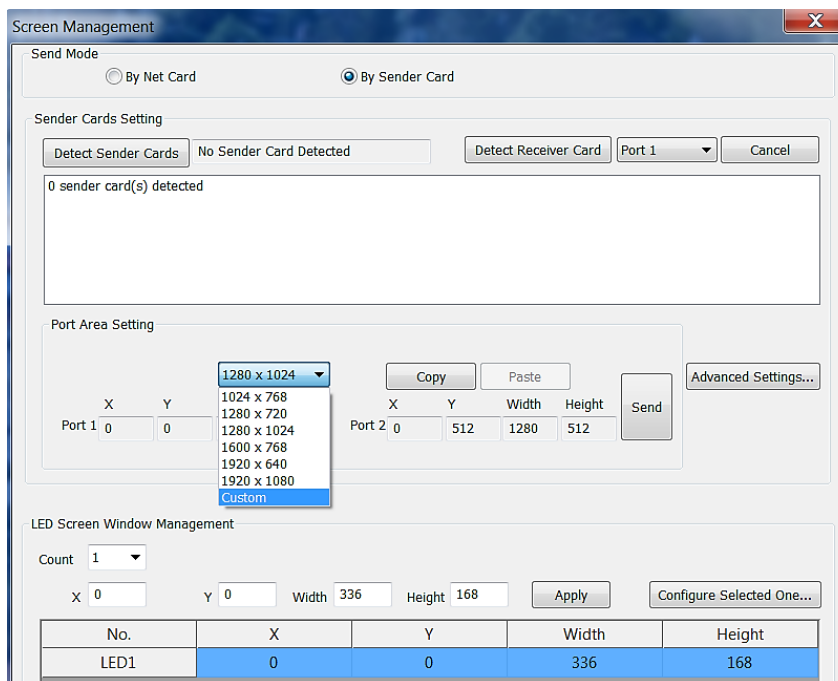 Screen Management
Send Mode
By Net Card By Sender Card
Sender Cards Setting
Detect Sender Cards No Sender Card Detected Detect Receiver Card Port 1 Cancel
0 sender card(s) detected
Port Area Setting
1280 x 1024 Copy Paste Advanced Settings...
1024 x 768
1280 x 720
1280 x 1024
1600 x 768
1920 x 640
1920 x 1080
Custom
X Y X Y Width Height Send
Port 1 0 0 Port 2 0 512 1280 512
LED Screen Window Management
Count 1
X 0 Y 0 Width 336 Height 168 Apply Configure Selected One...
No. X Y Width Height
LED1 0 0 336 168